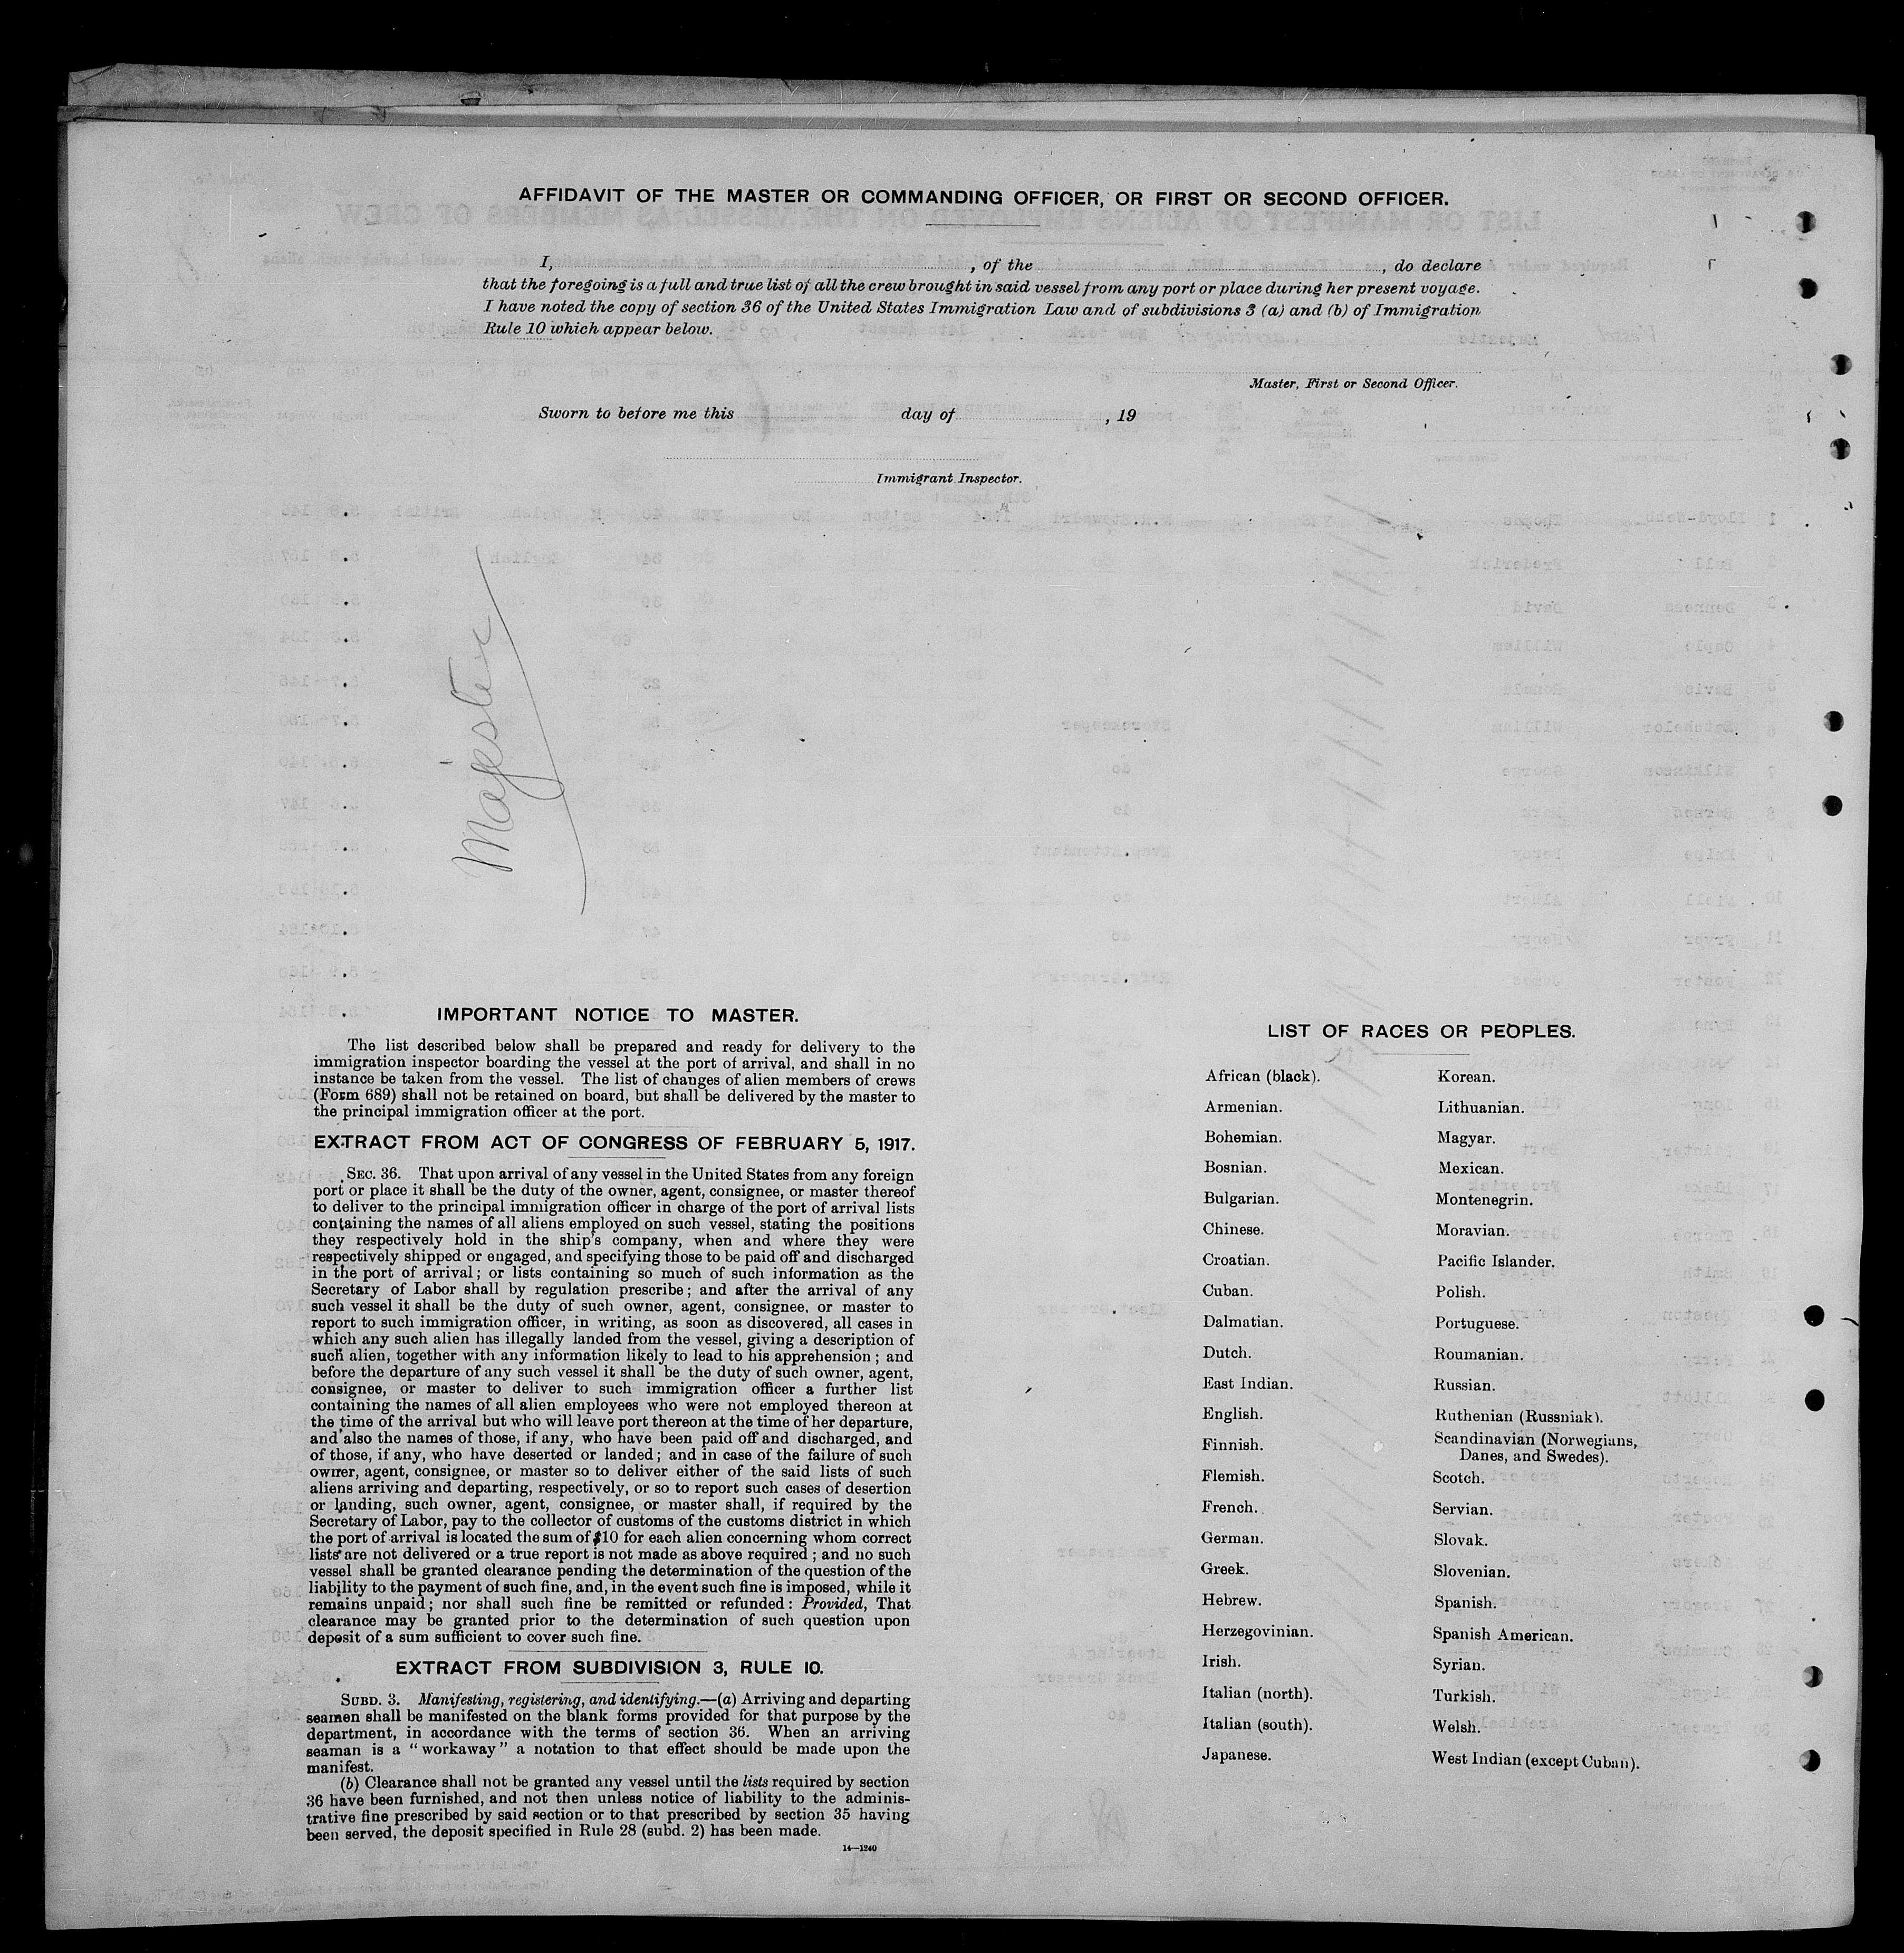 AFFIDAVIT OF THE MASTER OR COMMANDING OFFICER, OR FIRST OR SECOND OFFICER.
I, , of the , do declare
that the foregoing is a full and true list of all the crew brought in said vessel from any port or place during her present voyage.
I have noted the copy of section 36 of the United States Immigration Law and of subdivisions 3 (a) and (b) of Immigration
Rule 10 which appear below.
Master, First or Second Officer.
Sworn to before me this day of , 19
Immigrant Inspector.
Majestic
IMPORTANT NOTICE TO MASTER.
The list described below shall be prepared and ready for delivery to the
immigration inspector boarding the vessel at the port of arrival, and shall in no
instance be taken from the vessel. The list of changes of alien members of crews
(Form 689) shall not be retained on board, but shall be delivered by the master to
the principal immigration officer at the port.
EXTRACT FROM ACT OF CONGRESS OF FEBRUARY 5, 1917.
SEC. 36. That upon arrival of any vessel in the United States from any foreign
port or place it shall be the duty of the owner, agent, consignee, or master thereof
to deliver to the principal immigration officer in charge of the port of arrival lists
containing the names of all aliens employed on such vessel, stating the positions
they respectively hold in the ship's company, when and where they were
respectively shipped or engaged, and specifying those to be paid off and discharged
in the port of arrival; or lists containing so much of such information as the
Secretary of Labor shall by regulation prescribe; and after the arrival of any
such vessel it shall be the duty of such owner, agent, consignee, or master to
report to such immigration officer, in writing, as soon as discovered, all cases in
which any such alien has illegally landed from the vessel, giving a description of
such alien, together with any information likely to lead to his apprehension; and
before the departure of any such vessel it shall be the duty of such owner, agent,
consignee, or master to deliver to such immigration officer a further list
containing the names of all alien employees who were not employed thereon at
the time of the arrival but who will leave port thereon at the time of her departure,
and also the names of those, if any, who have been paid off and discharged, and
of those, if any, who have deserted or landed; and in case of the failure of such
owner, agent, consignee, or master so to deliver either of the said lists of such
aliens arriving and departing, respectively, or so to report such cases of desertion
or landing, such owner, agent, consignee, or master shall, if required by the
Secretary of Labor, pay to the collector of customs of the customs district in which
the port of arrival is located the sum of $10 for each alien concerning whom correct
lists are not delivered or a true report is not made as above required; and no such
vessel shall be granted clearance pending the determination of the question of the
liability to the payment of such fine, and, in the event such fine is imposed, while it
remains unpaid; nor shall such fine be remitted or refunded: Provided, That
clearance may be granted prior to the determination of such question upon
deposit of a sum sufficient to cover such fine.
EXTRACT FROM SUBDIVISION 3, RULE 10.
SUBD. 3. Manifesting, registering, and identifying.—(a) Arriving and departing
seamen shall be manifested on the blank forms provided for that purpose by the
department, in accordance with the terms of section 36. When an arriving
seaman is a "workaway" a notation to that effect should be made upon the
manifest.
(b) Clearance shall not be granted any vessel until the lists required by section
36 have been furnished, and not then unless notice of liability to the adminis-
trative fine prescribed by said section or to that prescribed by section 35 having
been served, the deposit specified in Rule 28 (subd. 2) has been made.
14—1240
LIST OF RACES OR PEOPLES.
African (black).
Armenian.
Bohemian.
Bosnian.
Bulgarian.
Chinese.
Croatian.
Cuban.
Dalmatian.
Dutch.
East Indian.
English.
Finnish.
Flemish.
French.
German.
Greek.
Hebrew.
Herzegovinian.
Irish.
Italian (north).
Italian (south).
Japanese.
Korean.
Lithuanian.
Magyar.
Mexican.
Montenegrin.
Moravian.
Pacific Islander.
Polish.
Portuguese.
Roumanian.
Russian.
Ruthenian (Russniak).
Scandinavian (Norwegians,
Danes, and Swedes).
Scotch.
Servian.
Slovak.
Slovenian.
Spanish.
Spanish American.
Syrian.
Turkish.
Welsh.
West Indian (except Cuban).